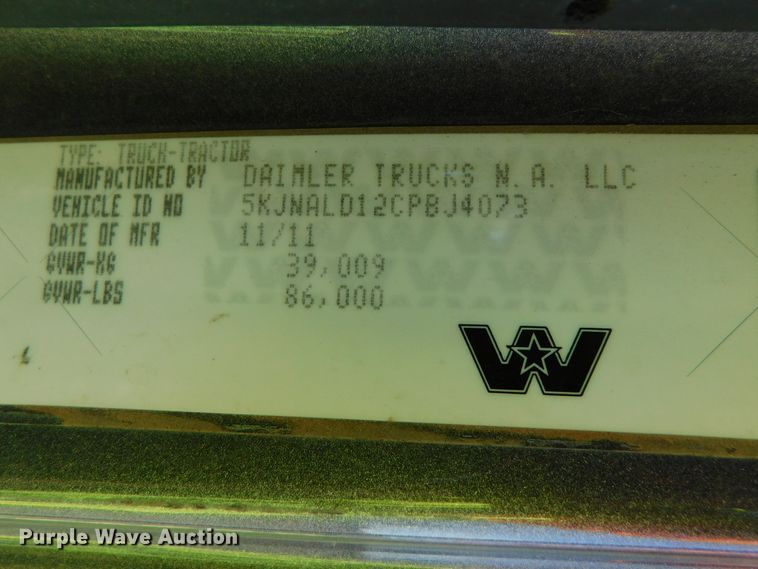 TYPE: TRUCK-TRACTOR
MANUFACTURED BY DAIMLER TRUCKS N.A. LLC
VEHICLE ID NO 5KJNALD12CPBJ4073
DATE OF MFR 11/11
GVWR-KG 39,009
GVWR-LBS 86,000
W
Purple Wave Auction